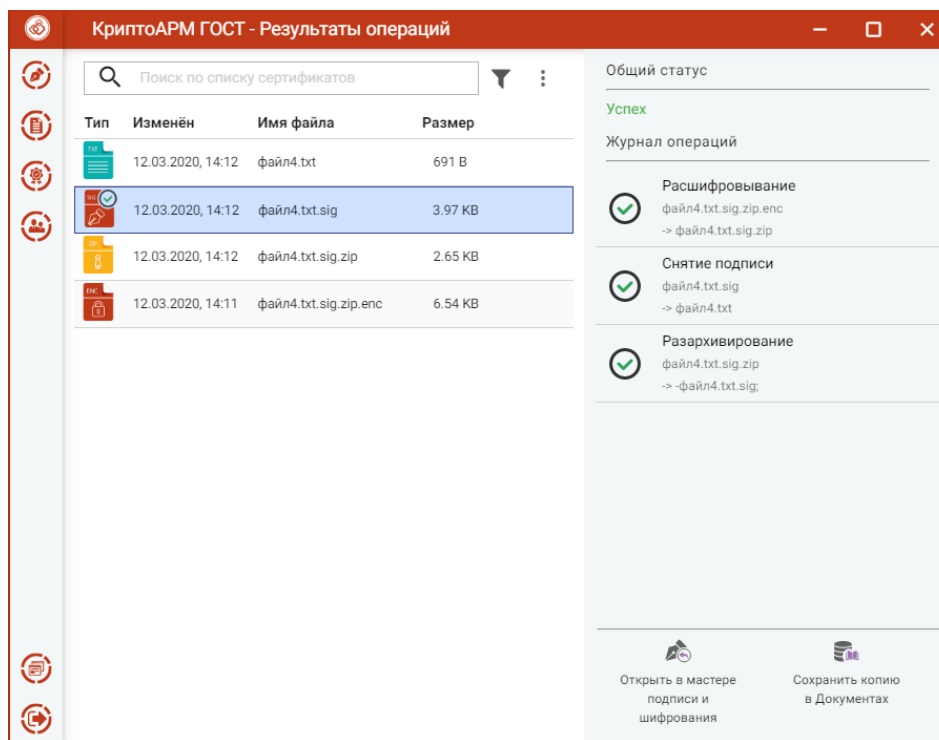 КриптоАРМ ГОСТ - Результаты операций
Поиск по списку сертификатов
Тип Изменён Имя файла Размер
TXT 12.03.2020, 14:12 файл4.txt 691 B
SIG 12.03.2020, 14:12 файл4.txt.sig 3.97 KB
ZIP 12.03.2020, 14:12 файл4.txt.sig.zip 2.65 KB
ENC 12.03.2020, 14:11 файл4.txt.sig.zip.enc 6.54 KB
Общий статус
Успех
Журнал операций
Расшифровывание
файл4.txt.sig.zip.enc
-> файл4.txt.sig.zip
Снятие подписи
файл4.txt.sig
-> файл4.txt
Разархивирование
файл4.txt.sig.zip
-> -файл4.txt.sig;
Открыть в мастере
подписи и
шифрования
Сохранить копию
в Документах